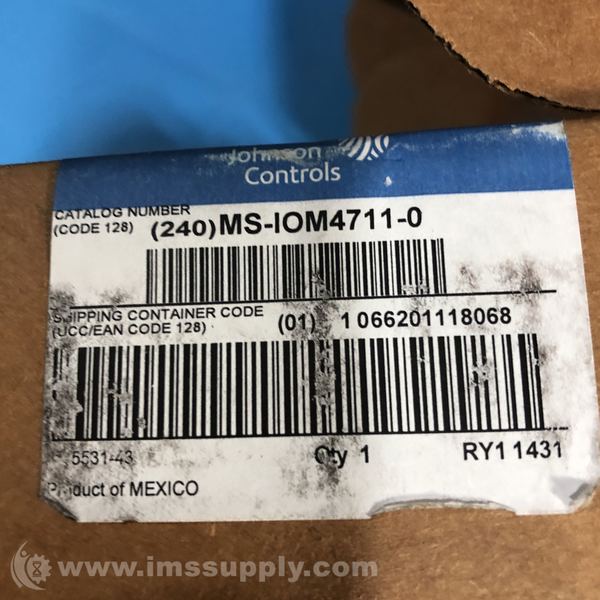 Johnson
Controls
CATALOG NUMBER
(CODE 128) (240)MS-IOM4711-0
SHIPPING CONTAINER CODE
(UCC/EAN CODE 128) (01) 1 066201118068
5531-43 Qty 1 RY1 1431
Product of MEXICO
www.imssupply.com